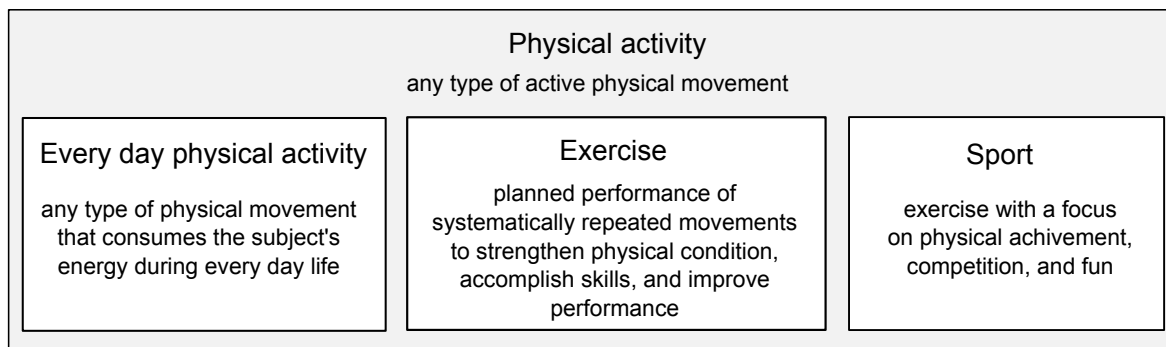 Physical activity
any type of active physical movement
Every day physical activity
any type of physical movement
that consumes the subject's
energy during every day life
Exercise
planned performance of
systematically repeated movements
to strengthen physical condition,
accomplish skills, and improve
performance
Sport
exercise with a focus
on physical achivement,
competition, and fun